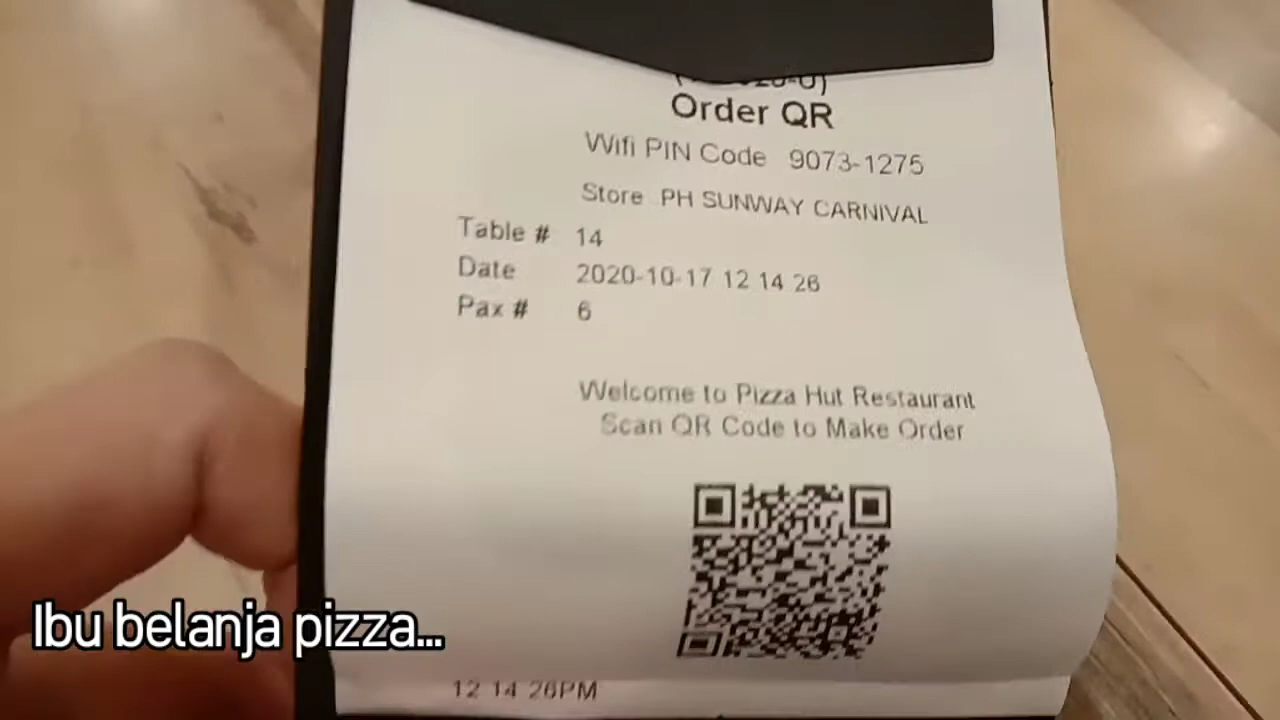 Order QR
Wifi PIN Code 9073-1275
Store PH SUNWAY CARNIVAL
Table # 14
Date 2020-10-17 12 14 26
Pax # 6
Welcome to Pizza Hut Restaurant
Scan QR Code to Make Order
Ibu belanja pizza...
12 14 26PM